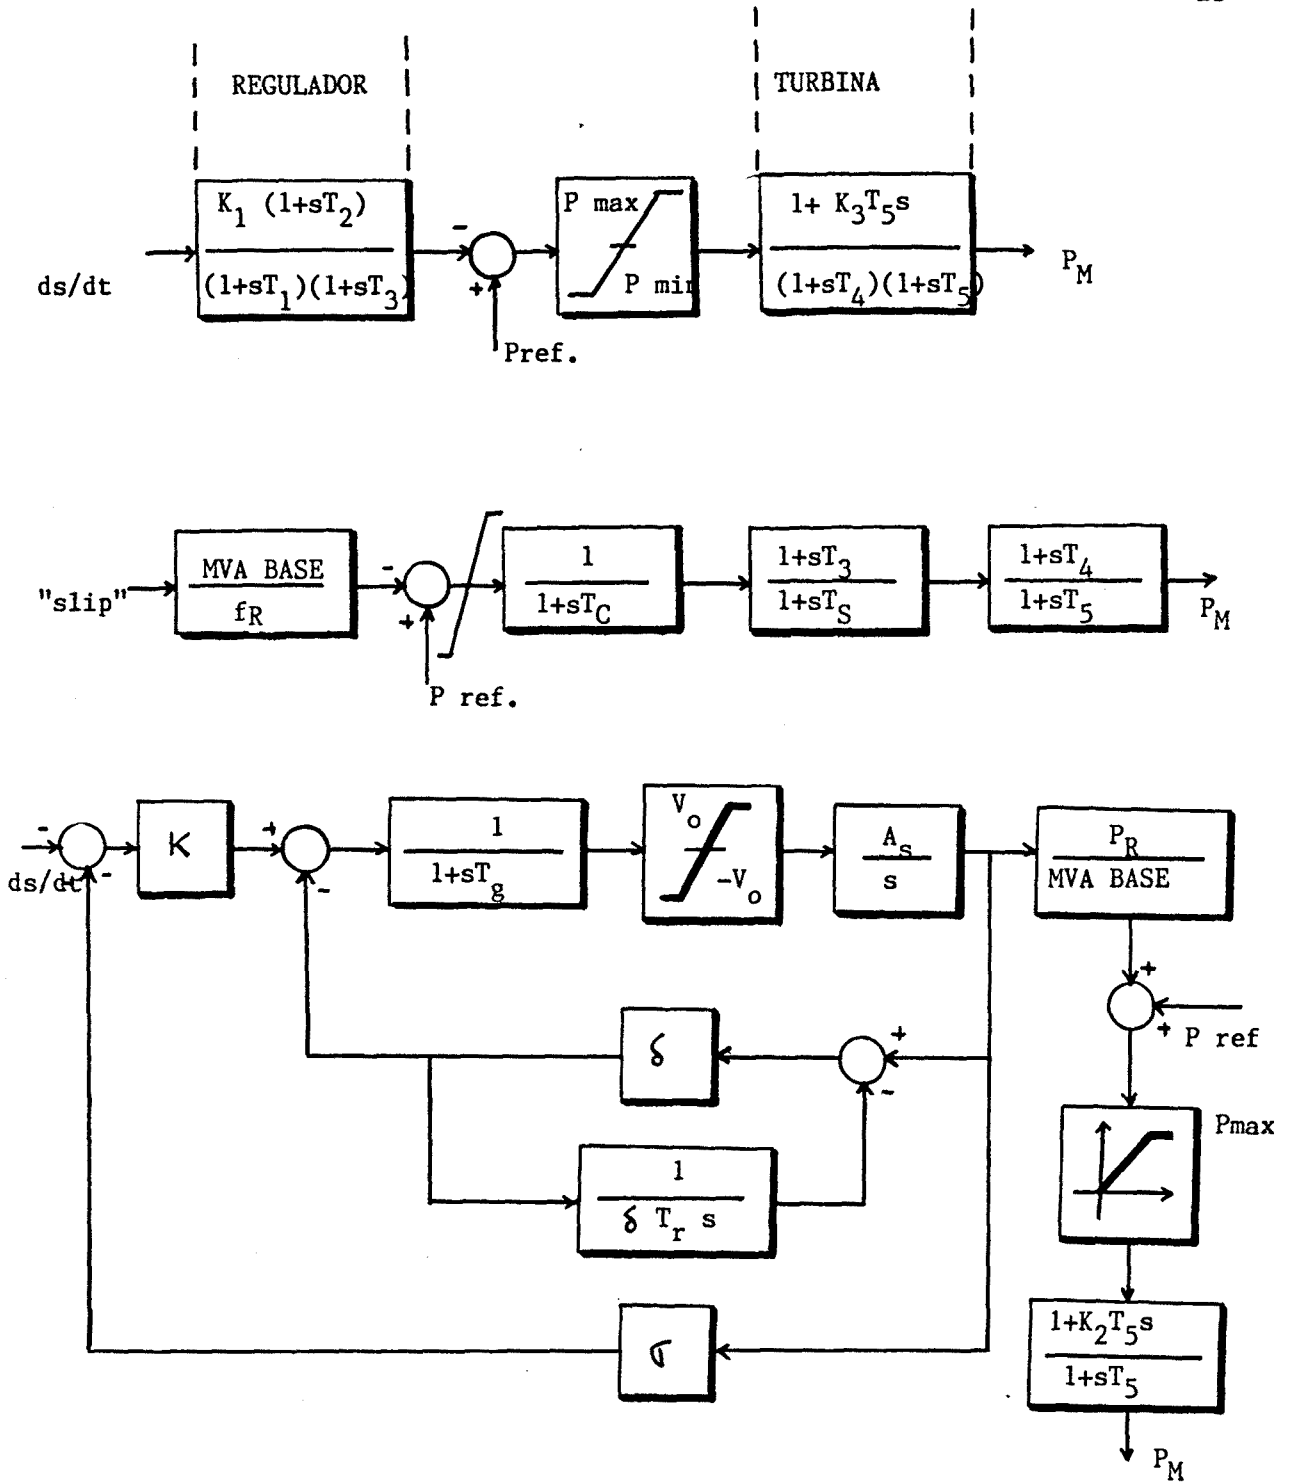 REGULADOR
TURBINA
K1 (1+sT2)
(1+sT1)(1+sT3)
ds/dt
-
+
Pref.
P max
P min
1+ K3T5s
(1+sT4)(1+sT5)
PM
"slip"
MVA BASE
fR
-
+
P ref.
1
1+sTC
1+sT3
1+sTS
1+sT4
1+sT5
PM
-
ds/dt
-
K
+
-
1
1+sTg
Vo
-Vo
As
s
PR
MVA BASE
+
+
P ref
δ
+
-
Pmax
1
δ Tr s
σ
1+K2T5s
1+sT5
PM